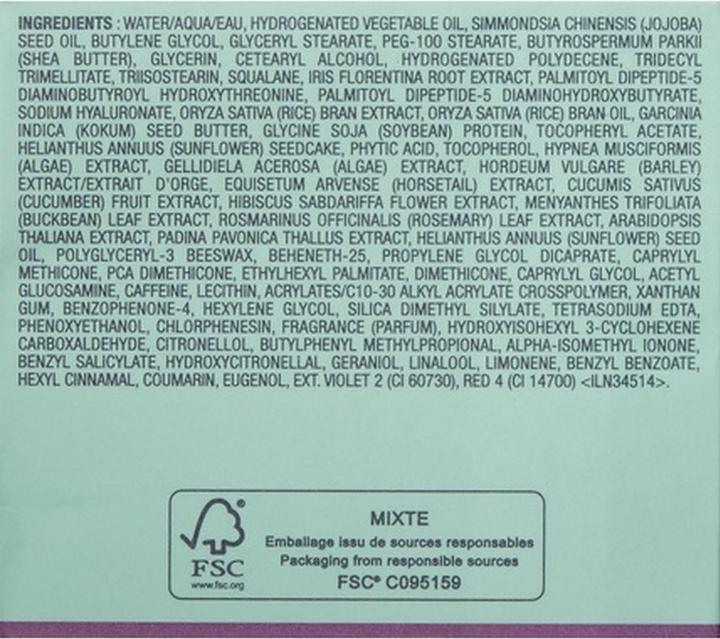 INGREDIENTS : WATER/AQUA/EAU, HYDROGENATED VEGETABLE OIL, SIMMONDSIA CHINENSIS (JOJOBA)
SEED OIL, BUTYLENE GLYCOL, GLYCERYL STEARATE, PEG-100 STEARATE, BUTYROSPERMUM PARKII
(SHEA BUTTER), GLYCERIN, CETEARYL ALCOHOL, HYDROGENATED POLYDECENE, TRIDECYL
TRIMELLITATE, TRIISOSTEARIN, SQUALANE, IRIS FLORENTINA ROOT EXTRACT, PALMITOYL DIPEPTIDE-5
DIAMINOBUTYROYL HYDROXYTHREONINE, PALMITOYL DIPEPTIDE-5 DIAMINOHYDROXYBUTYRATE,
SODIUM HYALURONATE, ORYZA SATIVA (RICE) BRAN EXTRACT, ORYZA SATIVA (RICE) BRAN OIL, GARCINIA
INDICA (KOKUM) SEED BUTTER, GLYCINE SOJA (SOYBEAN) PROTEIN, TOCOPHERYL ACETATE,
HELIANTHUS ANNUUS (SUNFLOWER) SEEDCAKE, PHYTIC ACID, TOCOPHEROL, HYPNEA MUSCIFORMIS
(ALGAE) EXTRACT, GELLIDIELA ACEROSA (ALGAE) EXTRACT, HORDEUM VULGARE (BARLEY)
EXTRACT/EXTRAIT D'ORGE, EQUISETUM ARVENSE (HORSETAIL) EXTRACT, CUCUMIS SATIVUS
(CUCUMBER) FRUIT EXTRACT, HIBISCUS SABDARIFFA FLOWER EXTRACT, MENYANTHES TRIFOLIATA
(BUCKBEAN) LEAF EXTRACT, ROSMARINUS OFFICINALIS (ROSEMARY) LEAF EXTRACT, ARABIDOPSIS
THALIANA EXTRACT, PADINA PAVONICA THALLUS EXTRACT, HELIANTHUS ANNUUS (SUNFLOWER) SEED
OIL, POLYGLYCERYL-3 BEESWAX, BEHENETH-25, PROPYLENE GLYCOL DICAPRATE, CAPRYLYL
METHICONE, PCA DIMETHICONE, ETHYLHEXYL PALMITATE, DIMETHICONE, CAPRYLYL GLYCOL, ACETYL
GLUCOSAMINE, CAFFEINE, LECITHIN, ACRYLATES/C10-30 ALKYL ACRYLATE CROSSPOLYMER, XANTHAN
GUM, BENZOPHENONE-4, HEXYLENE GLYCOL, SILICA DIMETHYL SILYLATE, TETRASODIUM EDTA,
PHENOXYETHANOL, CHLORPHENESIN, FRAGRANCE (PARFUM), HYDROXYISOHEXYL 3-CYCLOHEXENE
CARBOXALDEHYDE, CITRONELLOL, BUTYLPHENYL METHYLPROPIONAL, ALPHA-ISOMETHYL IONONE,
BENZYL SALICYLATE, HYDROXYCITRONELLAL, GERANIOL, LINALOOL, LIMONENE, BENZYL BENZOATE,
HEXYL CINNAMAL, COUMARIN, EUGENOL, EXT. VIOLET 2 (CI 60730), RED 4 (CI 14700) <ILN34514>.
MIXTE
Emballage issu de sources responsables
Packaging from responsible sources
FSC® C095159
®
FSC
www.fsc.org